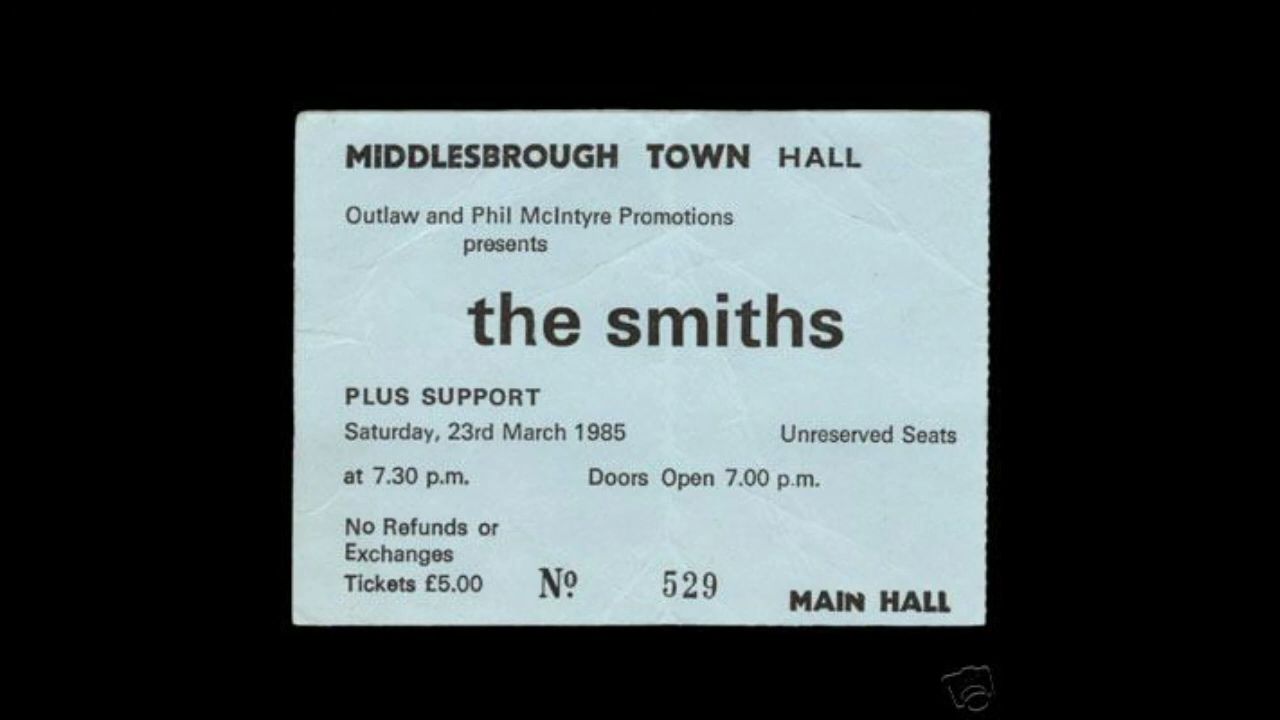 MIDDLESBROUGH TOWN HALL
Outlaw and Phil McIntyre Promotions
presents
the smiths
PLUS SUPPORT
Saturday, 23rd March 1985 Unreserved Seats
at 7.30 p.m. Doors Open 7.00 p.m.
No Refunds or
Exchanges
Tickets £5.00 Nº 529 MAIN HALL